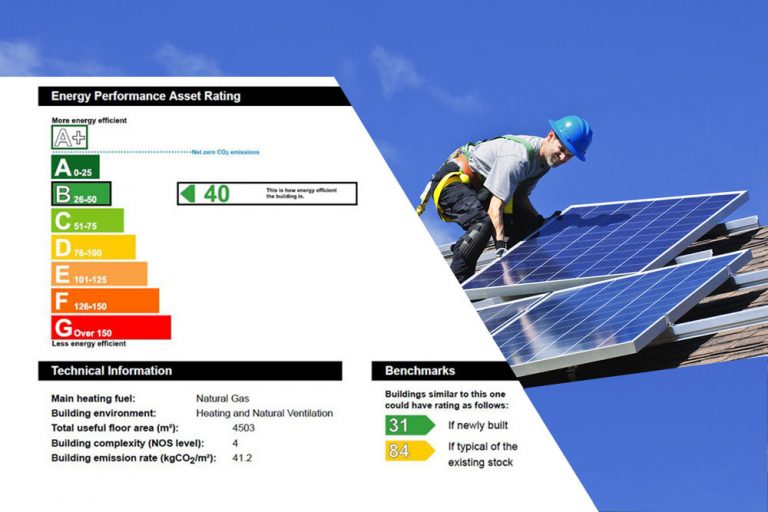 Energy Performance Asset Rating
More energy efficient
A+
Net zero CO₂ emissions
A 0-25
B 26-50
40
This is how energy efficient
the building is.
C 51-75
D 76-100
E 101-125
F 126-150
G Over 150
Less energy efficient
Technical Information
Main heating fuel: Natural Gas
Building environment: Heating and Natural Ventilation
Total useful floor area (m²): 4503
Building complexity (NOS level): 4
Building emission rate (kgCO₂/m²): 41.2
Benchmarks
Buildings similar to this one
could have rating as follows:
31 If newly built
84 If typical of the
existing stock